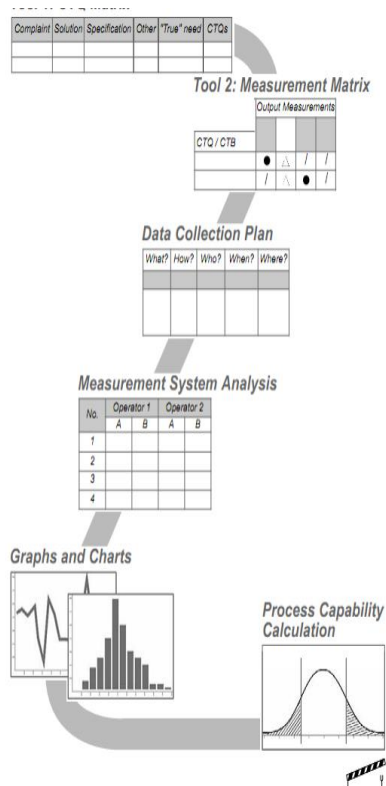 Complaint Solution Specification Other "True" need CTQs
Tool 2: Measurement Matrix
Output Measurements
CTQ / CTB
● △ / /
/ △ ● /
Data Collection Plan
What? How? Who? When? Where?
Measurement System Analysis
No. Operator 1 Operator 2
A B A B
1
2
3
4
Graphs and Charts
Process Capability
Calculation